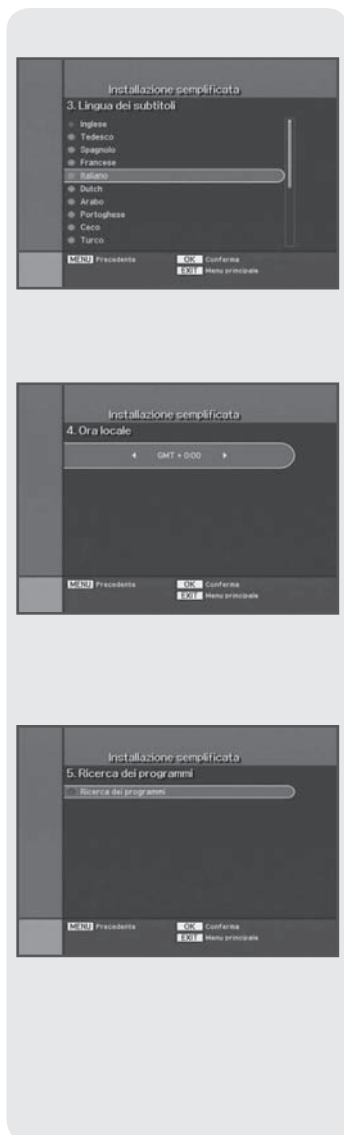 Installazione semplificata
3. Lingua dei subtitoli
Inglese
Tedesco
Spagnolo
Francese
Italiano
Dutch
Arabo
Portoghese
Ceco
Turco
MENU Precedente OK Conferma
EXIT Menu principale
Installazione semplificata
4. Ora locale
GMT + 0:00
MENU Precedente OK Conferma
EXIT Menu principale
Installazione semplificata
5. Ricerca dei programmi
Ricerca dei programmi
MENU Precedente OK Conferma
EXIT Menu principale